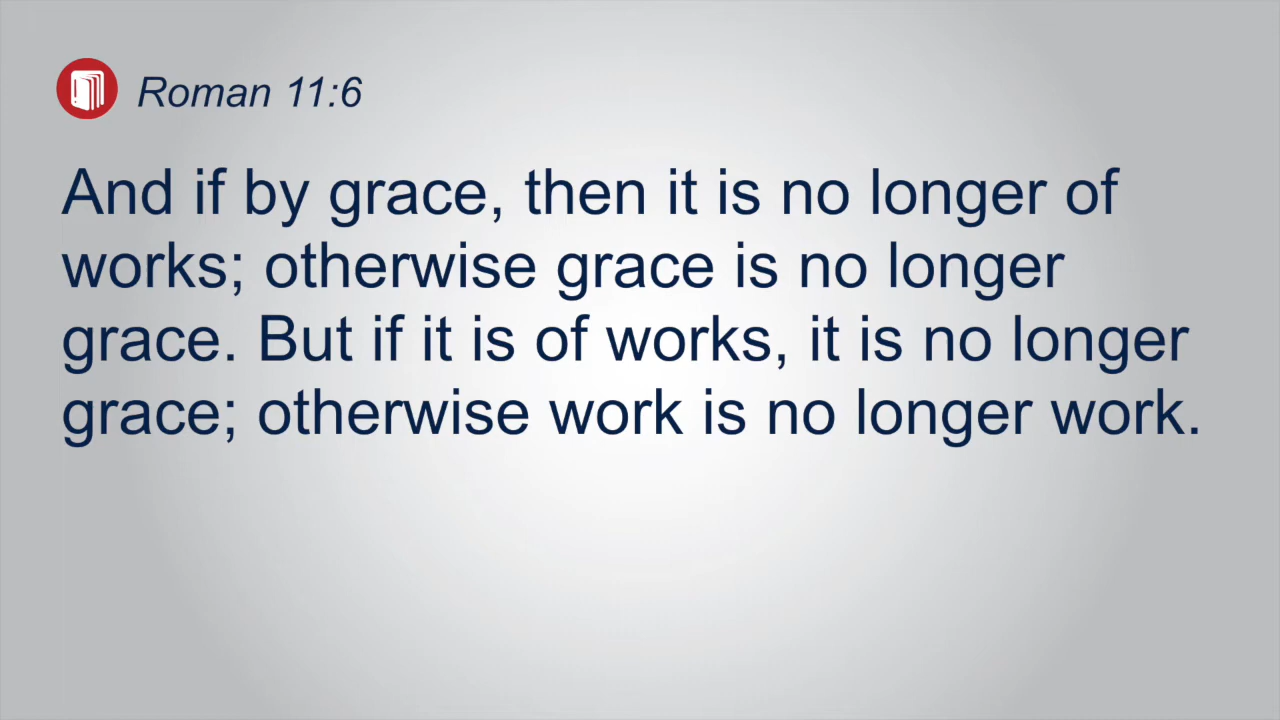 Roman 11:6
And if by grace, then it is no longer of
works; otherwise grace is no longer
grace. But if it is of works, it is no longer
grace; otherwise work is no longer work.